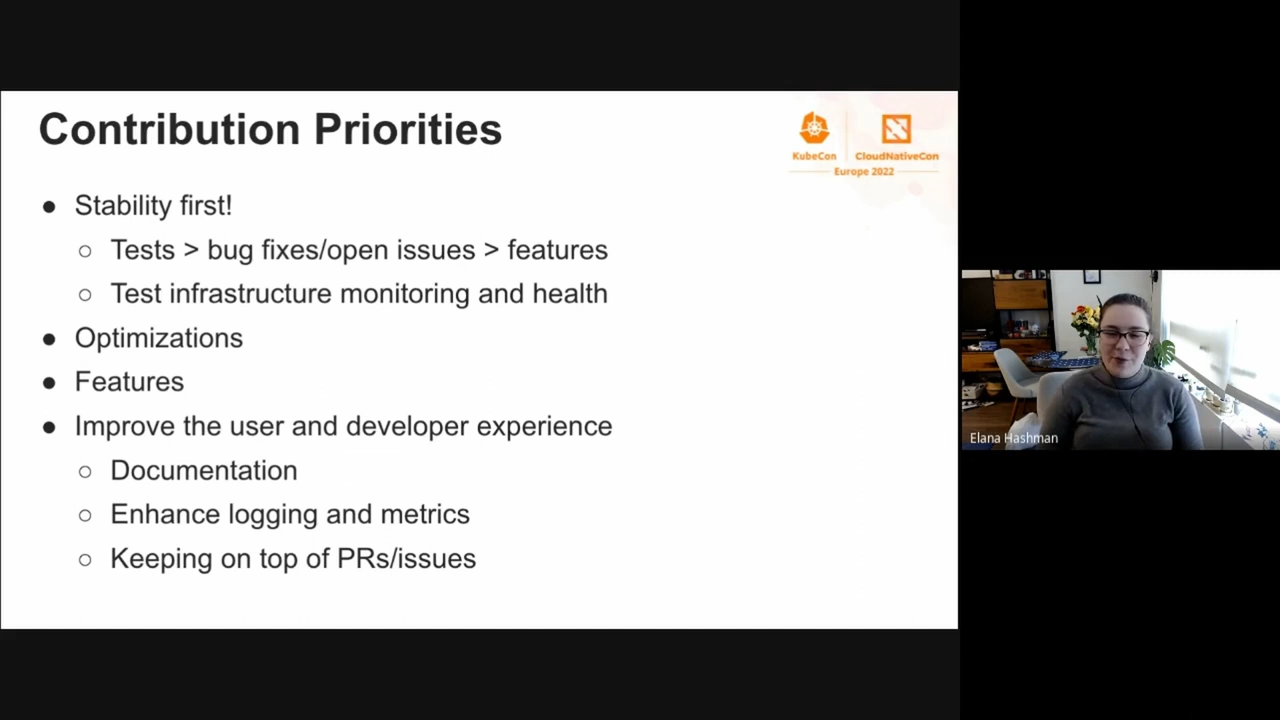 Contribution Priorities
KubeCon
CloudNativeCon
Europe 2022
● Stability first!
○ Tests > bug fixes/open issues > features
○ Test infrastructure monitoring and health
● Optimizations
● Features
● Improve the user and developer experience
○ Documentation
○ Enhance logging and metrics
○ Keeping on top of PRs/issues
Elana Hashman